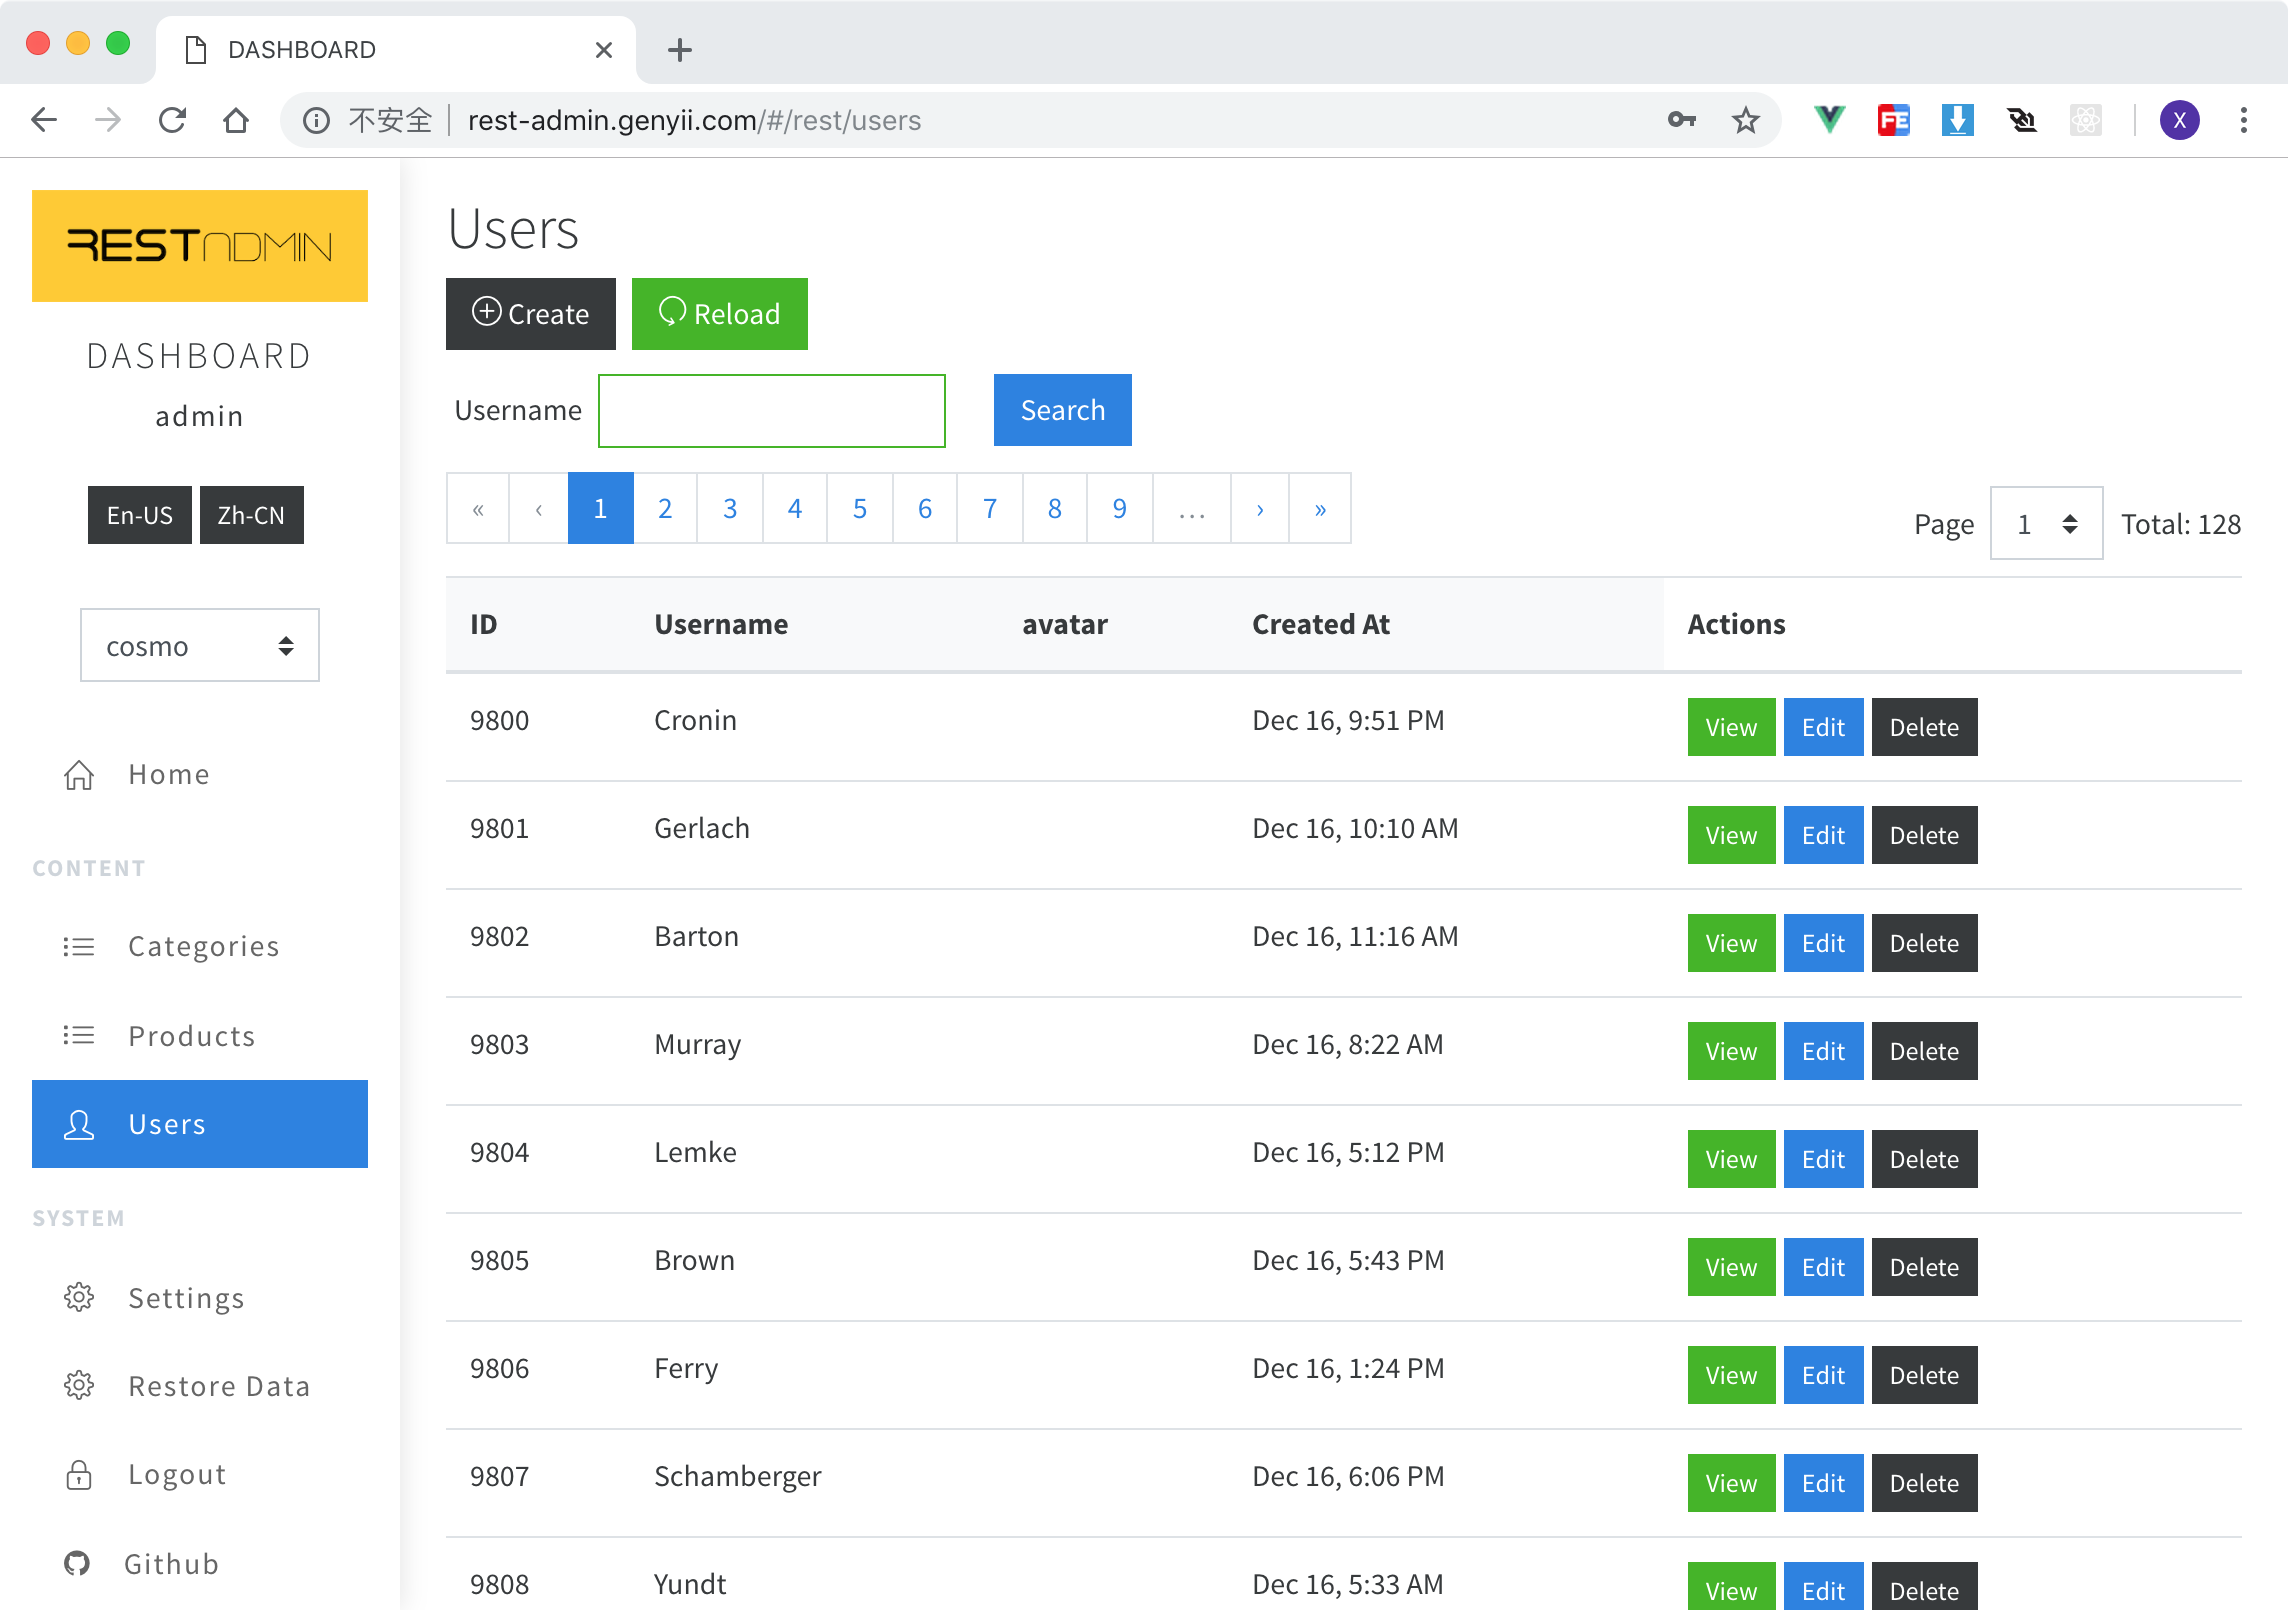 DASHBOARD
不安全 rest-admin.genyii.com/#/rest/users
FE
X
RESTADMIN
DASHBOARD
admin
En-US Zh-CN
cosmo
Home
CONTENT
Categories
Products
Users
SYSTEM
Settings
Restore Data
Logout
Github
Users
Create Reload
Username Search
« ‹ 1 2 3 4 5 6 7 8 9 … › »
Page 1 Total: 128
ID Username avatar Created At Actions
9800 Cronin Dec 16, 9:51 PM View Edit Delete
9801 Gerlach Dec 16, 10:10 AM View Edit Delete
9802 Barton Dec 16, 11:16 AM View Edit Delete
9803 Murray Dec 16, 8:22 AM View Edit Delete
9804 Lemke Dec 16, 5:12 PM View Edit Delete
9805 Brown Dec 16, 5:43 PM View Edit Delete
9806 Ferry Dec 16, 1:24 PM View Edit Delete
9807 Schamberger Dec 16, 6:06 PM View Edit Delete
9808 Yundt Dec 16, 5:33 AM View Edit Delete